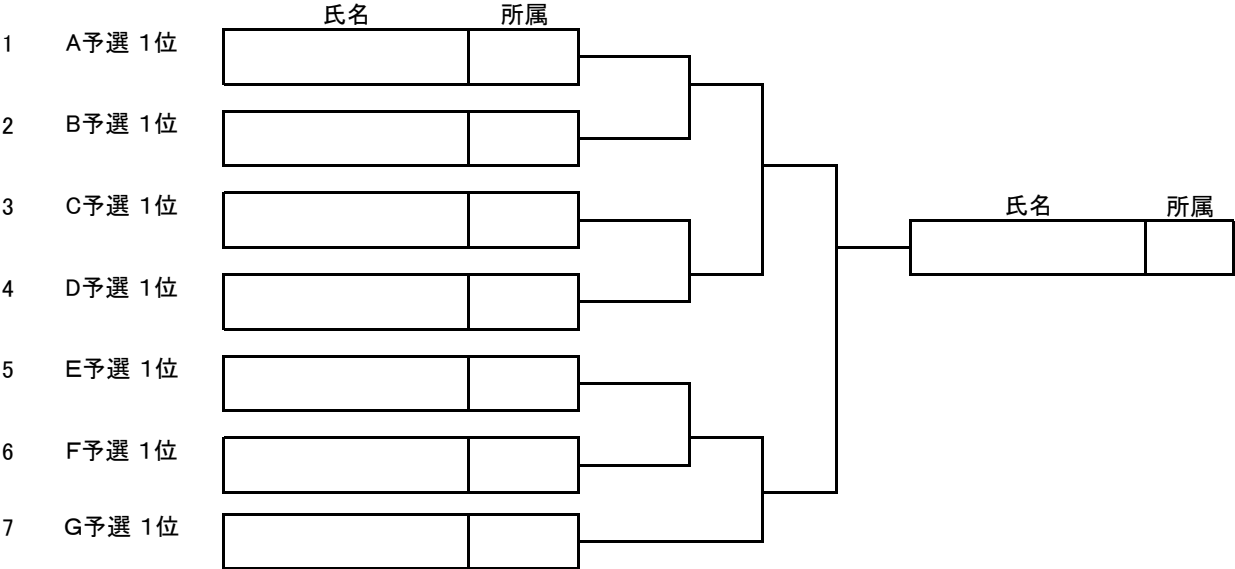 氏名 所属
1 A予選 1位
2 B予選 1位
3 C予選 1位
氏名 所属
4 D予選 1位
5 E予選 1位
6 F予選 1位
7 G予選 1位